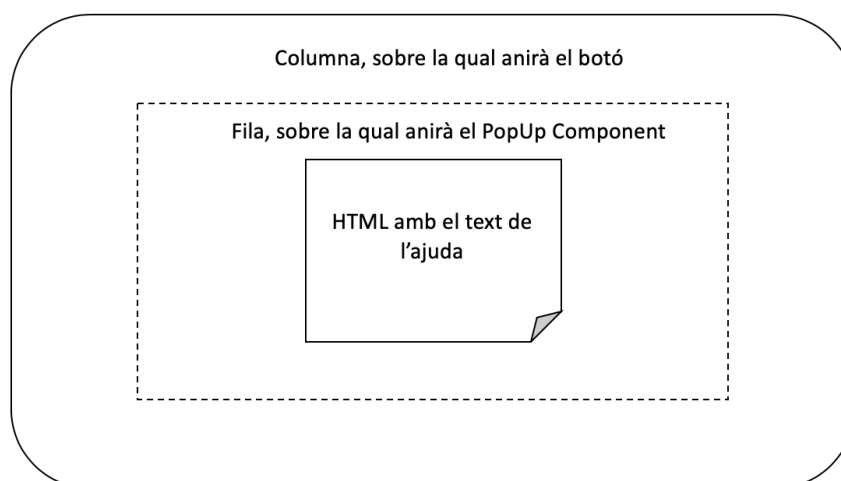 Columna, sobre la qual anirà el botó
Fila, sobre la qual anirà el PopUp Component
HTML amb el text de
l’ajuda